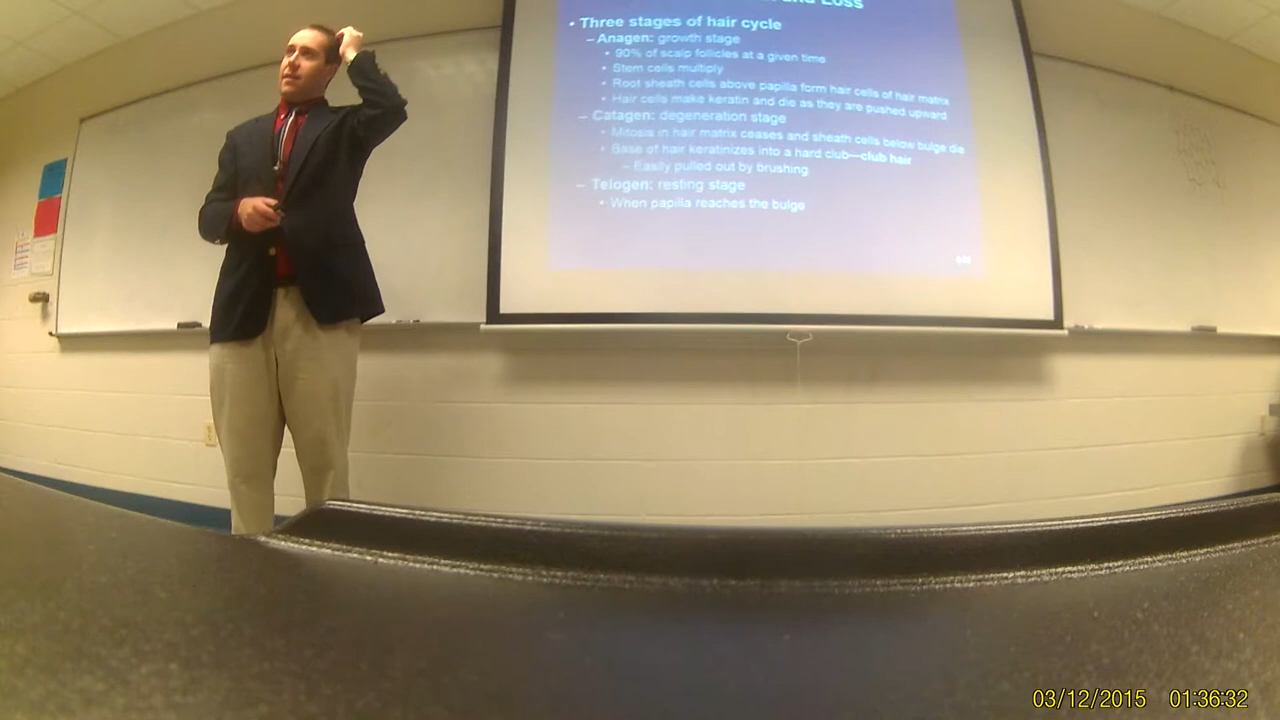 and Loss
• Three stages of hair cycle
– Anagen: growth stage
• 90% of scalp follicles at a given time
• Stem cells multiply
• Root sheath cells above papilla form hair cells of hair matrix
• Hair cells make keratin and die as they are pushed upward
– Catagen: degeneration stage
• Mitosis in hair matrix ceases and sheath cells below bulge die
• Base of hair keratinizes into a hard club—club hair
– Easily pulled out by brushing
– Telogen: resting stage
• When papilla reaches the bulge
03/12/2015 01:36:32